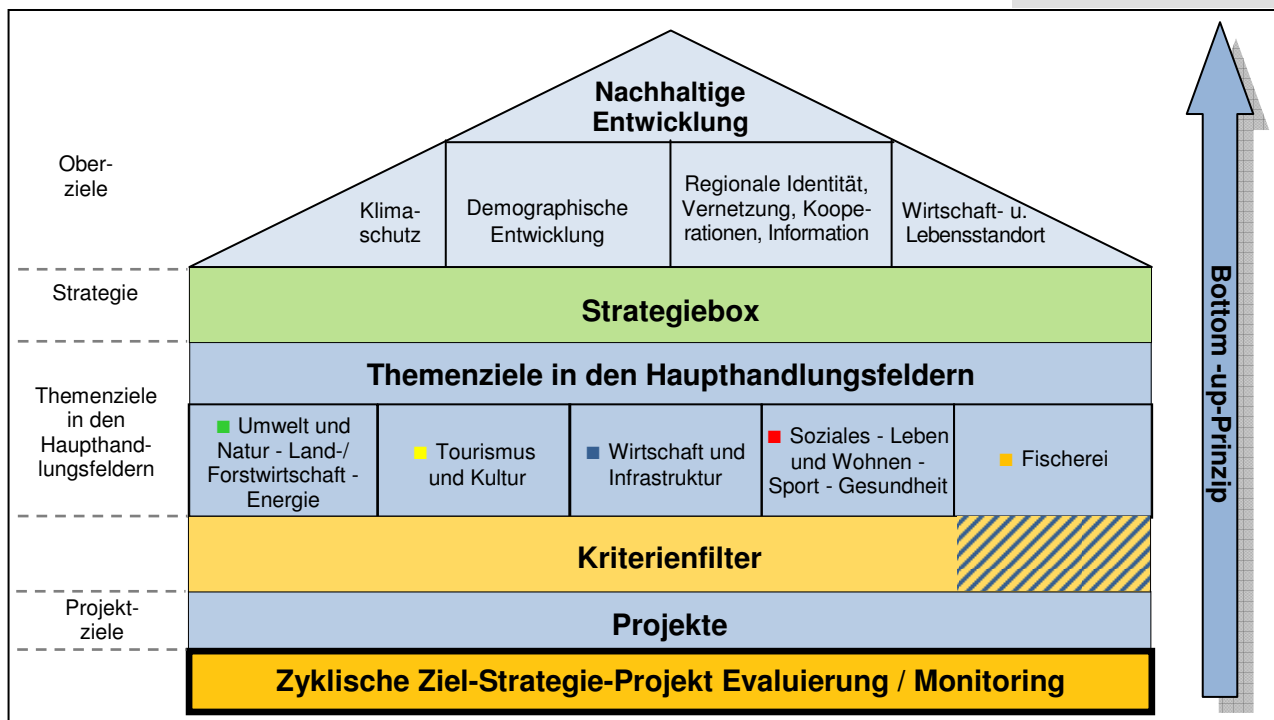 Nachhaltige
Entwicklung
Ober-
ziele
Klima-
schutz
Demographische
Entwicklung
Regionale Identität,
Vernetzung, Koope-
rationen, Information
Wirtschaft- u.
Lebensstandort
Strategie
Strategiebox
Themenziele
in den
Haupthand-
lungsfeldern
Themenziele in den Haupthandlungsfeldern
Umwelt und
Natur - Land-/
Forstwirtschaft -
Energie
Tourismus
und Kultur
Wirtschaft und
Infrastruktur
Soziales - Leben
und Wohnen -
Sport - Gesundheit
Fischerei
Kriterienfilter
Projekt-
ziele
Projekte
Zyklische Ziel-Strategie-Projekt Evaluierung / Monitoring
Bottom -up-Prinzip